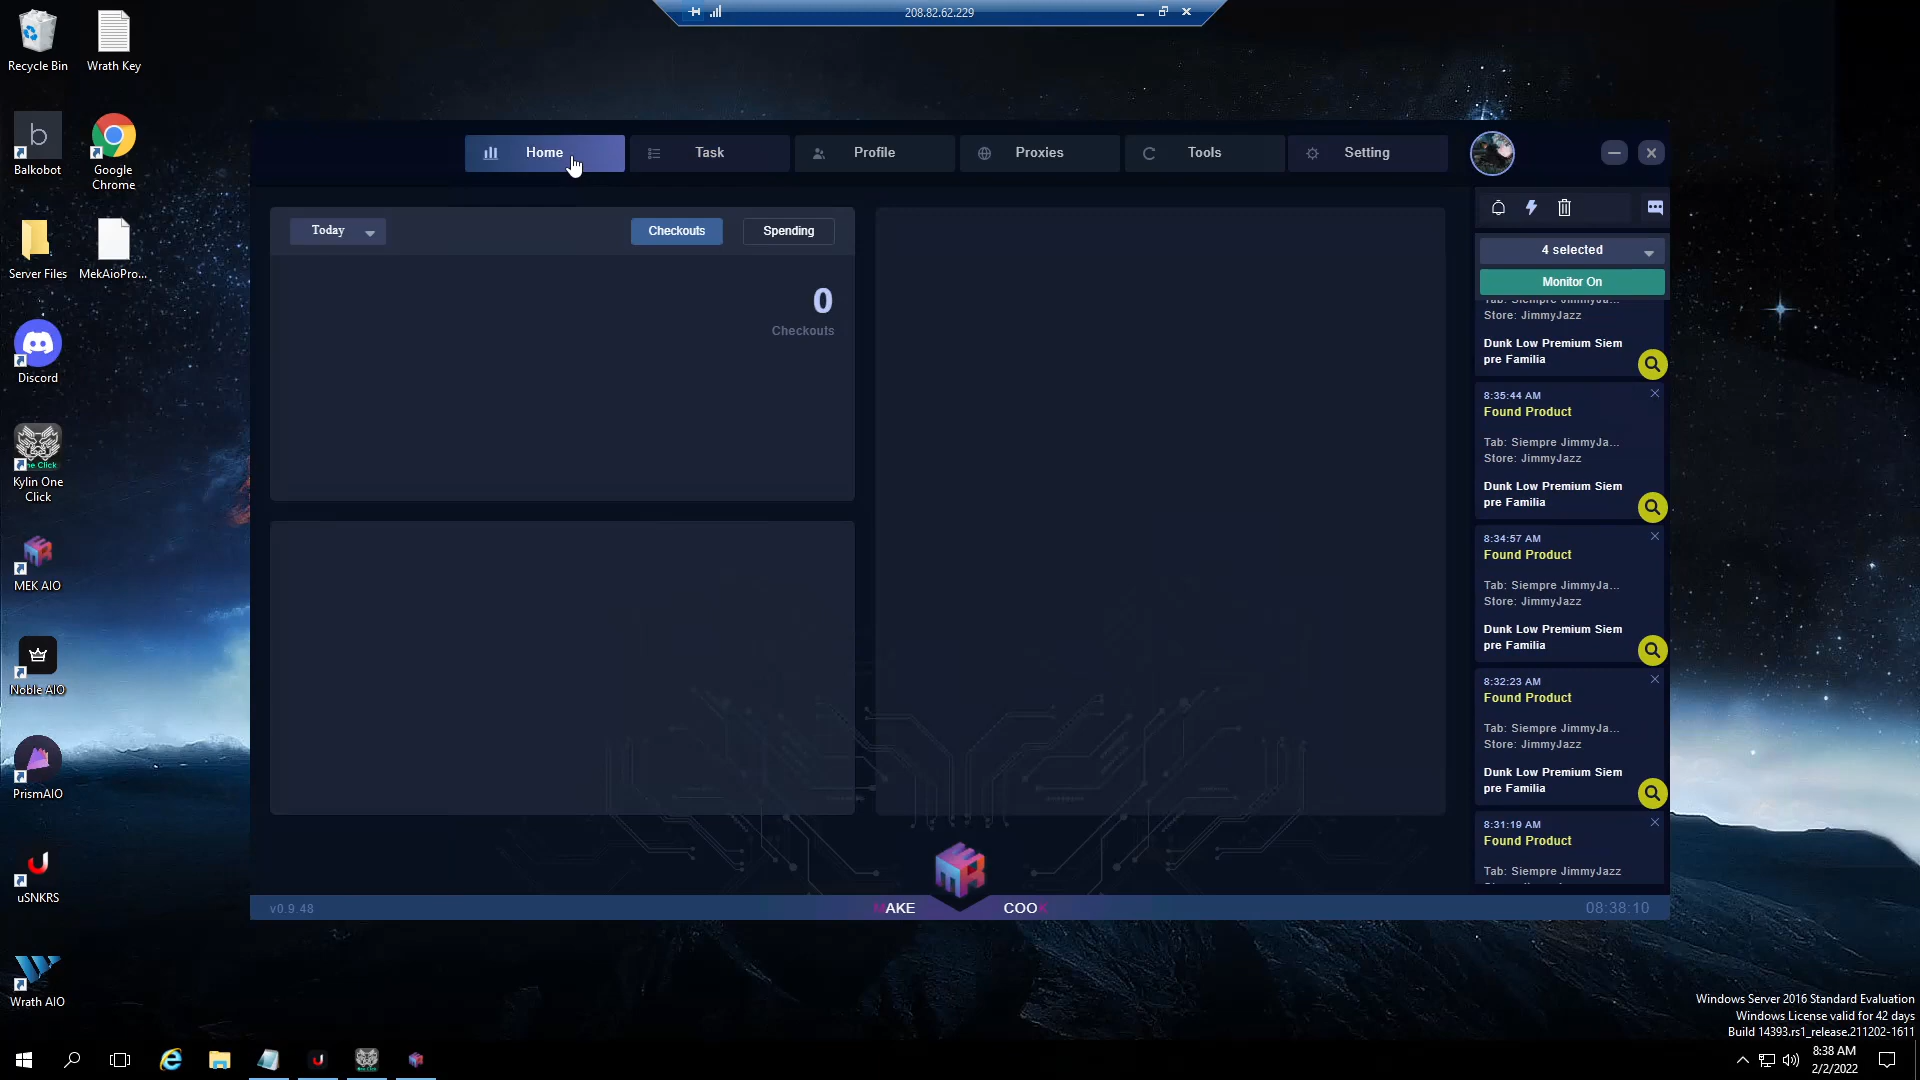 208.82.62.229
Recycle Bin
Wrath Key
Balkobot
Google
Chrome
Server Files
MekAioPro...
Discord
Kylin One
Click
MEK AIO
Noble AIO
PrismAIO
uSNKRS
Wrath AIO
Home
Task
Profile
Proxies
Tools
Setting
Today
Checkouts
Spending
0
Checkouts
4 selected
Monitor On
Store: JimmyJazz
Dunk Low Premium Siem
pre Familia
8:35:44 AM
Found Product
Tab: Siempre JimmyJa...
Store: JimmyJazz
Dunk Low Premium Siem
pre Familia
8:34:57 AM
Found Product
Tab: Siempre JimmyJa...
Store: JimmyJazz
Dunk Low Premium Siem
pre Familia
8:32:23 AM
Found Product
Tab: Siempre JimmyJa...
Store: JimmyJazz
Dunk Low Premium Siem
pre Familia
8:31:19 AM
Found Product
Tab: Siempre JimmyJazz
v0.9.48
MAKE
COOK
08:38:10
Windows Server 2016 Standard Evaluation
Windows License valid for 42 days
Build 14393.rs1_release.211202-1611
8:38 AM
2/2/2022